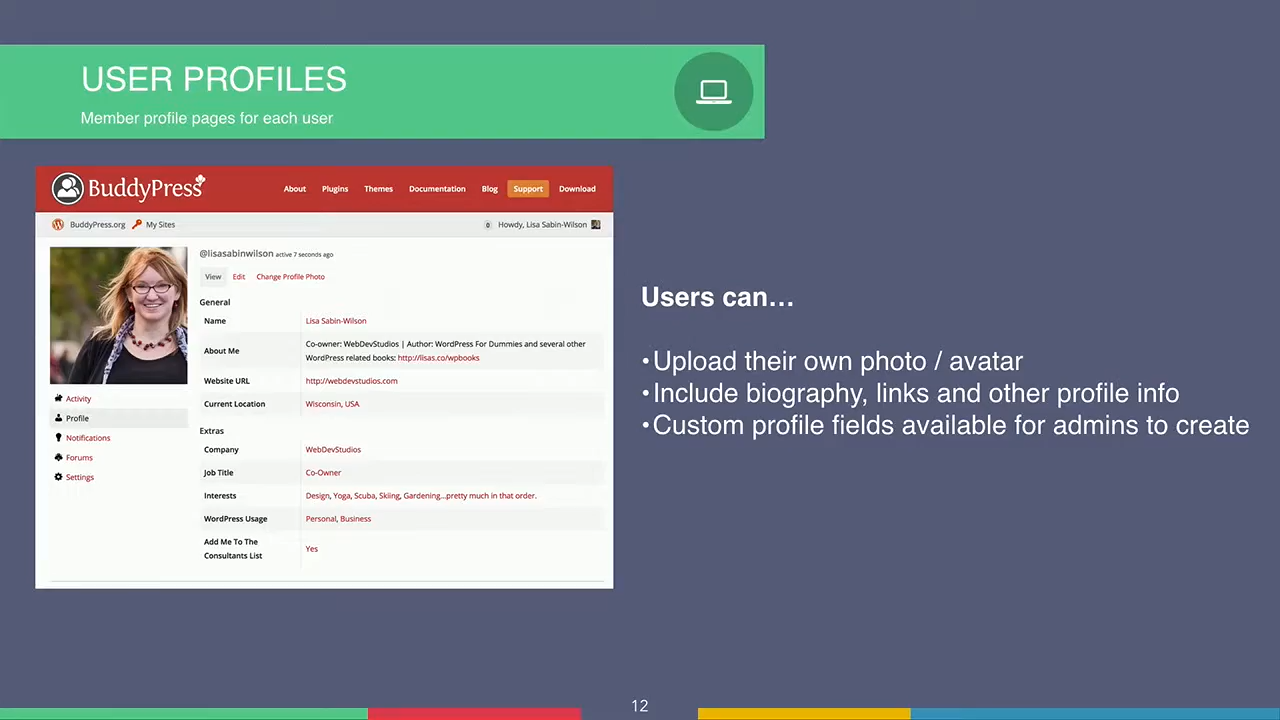 USER PROFILES
Member profile pages for each user
BuddyPress
About Plugins Themes Documentation Blog Support Download
BuddyPress.org My Sites
0 Howdy, Lisa Sabin-Wilson
@lisasabinwilson active 7 seconds ago
View Edit Change Profile Photo
General
Name Lisa Sabin-Wilson
About Me Co-owner: WebDevStudios | Author: WordPress For Dummies and several other
WordPress related books: http://lisas.co/wpbooks
Website URL http://webdevstudios.com
Current Location Wisconsin, USA
Extras
Company WebDevStudios
Job Title Co-Owner
Interests Design, Yoga, Scuba, Skiing, Gardening...pretty much in that order.
WordPress Usage Personal, Business
Add Me To The
Consultants List Yes
Activity
Profile
Notifications
Forums
Settings
Users can…
•Upload their own photo / avatar
•Include biography, links and other profile info
•Custom profile fields available for admins to create
12